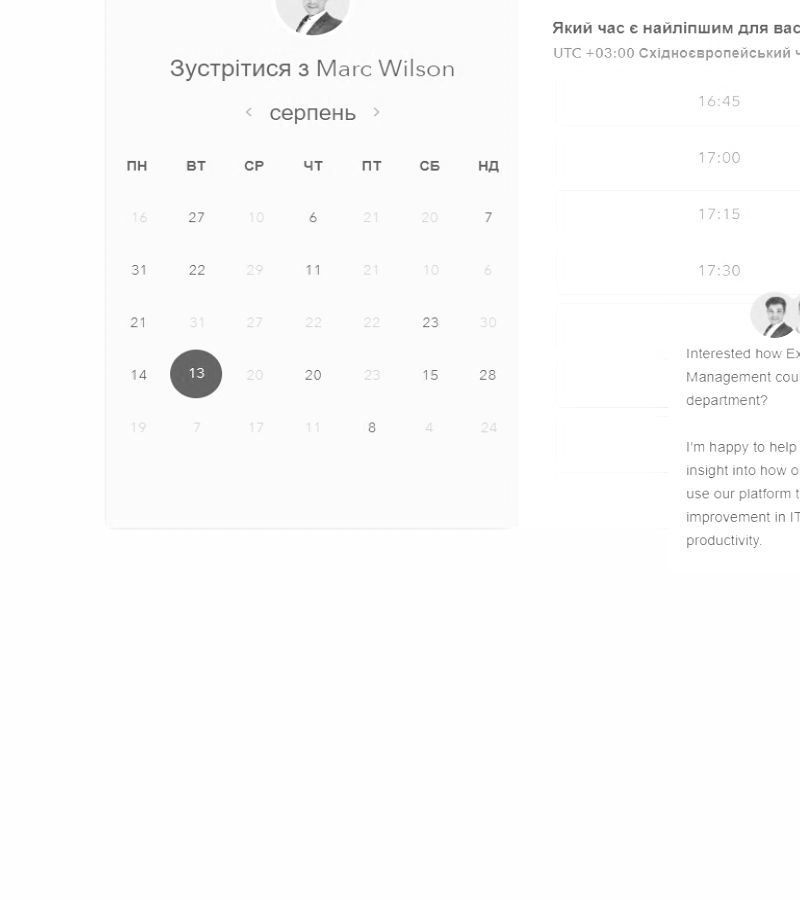 Зустрітися з Marc Wilson
серпень
ПН ВТ СР ЧТ ПТ СБ НД
16 27 10 6 21 20 7
31 22 29 11 21 10 6
21 31 27 22 22 23 30
14 13 20 20 23 15 28
19 7 17 11 8 4 24
Який час є найліпшим для вас
UTC +03:00 Східноєвропейський
16:45
17:00
17:15
17:30
Interested how
Management
department?
I'm happy to help
insight into how
use our platform
improvement in IT
productivity.